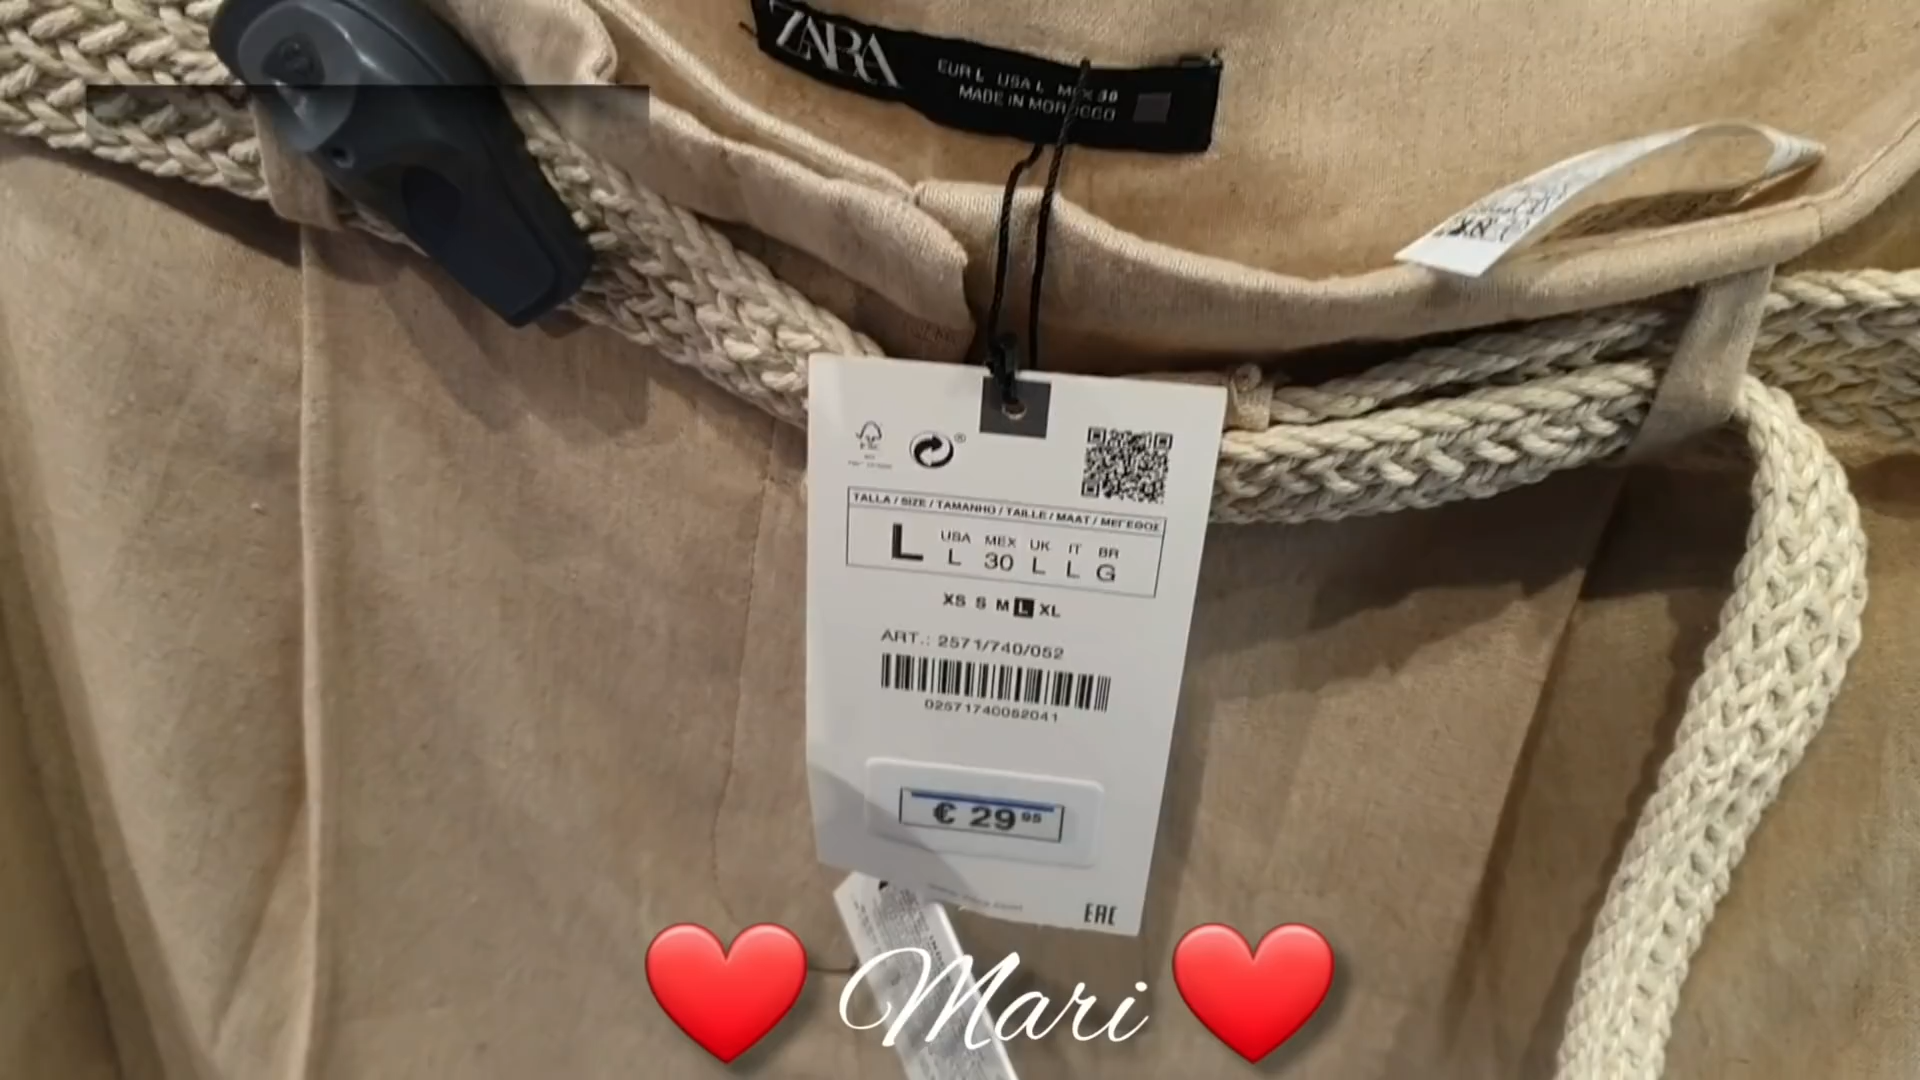 ZARA
EUR L USA L MEX 30
MADE IN MOROCCO
TALLA / SIZE / TAMANHO / TAILLE / MAAT / ΜΕΓΕΘΟΣ
L
USA MEX UK IT BR
L 30 L L G
XS S M L XL
ART.: 2571/740/052
02571740052041
€ 29 95
EAC
Mari